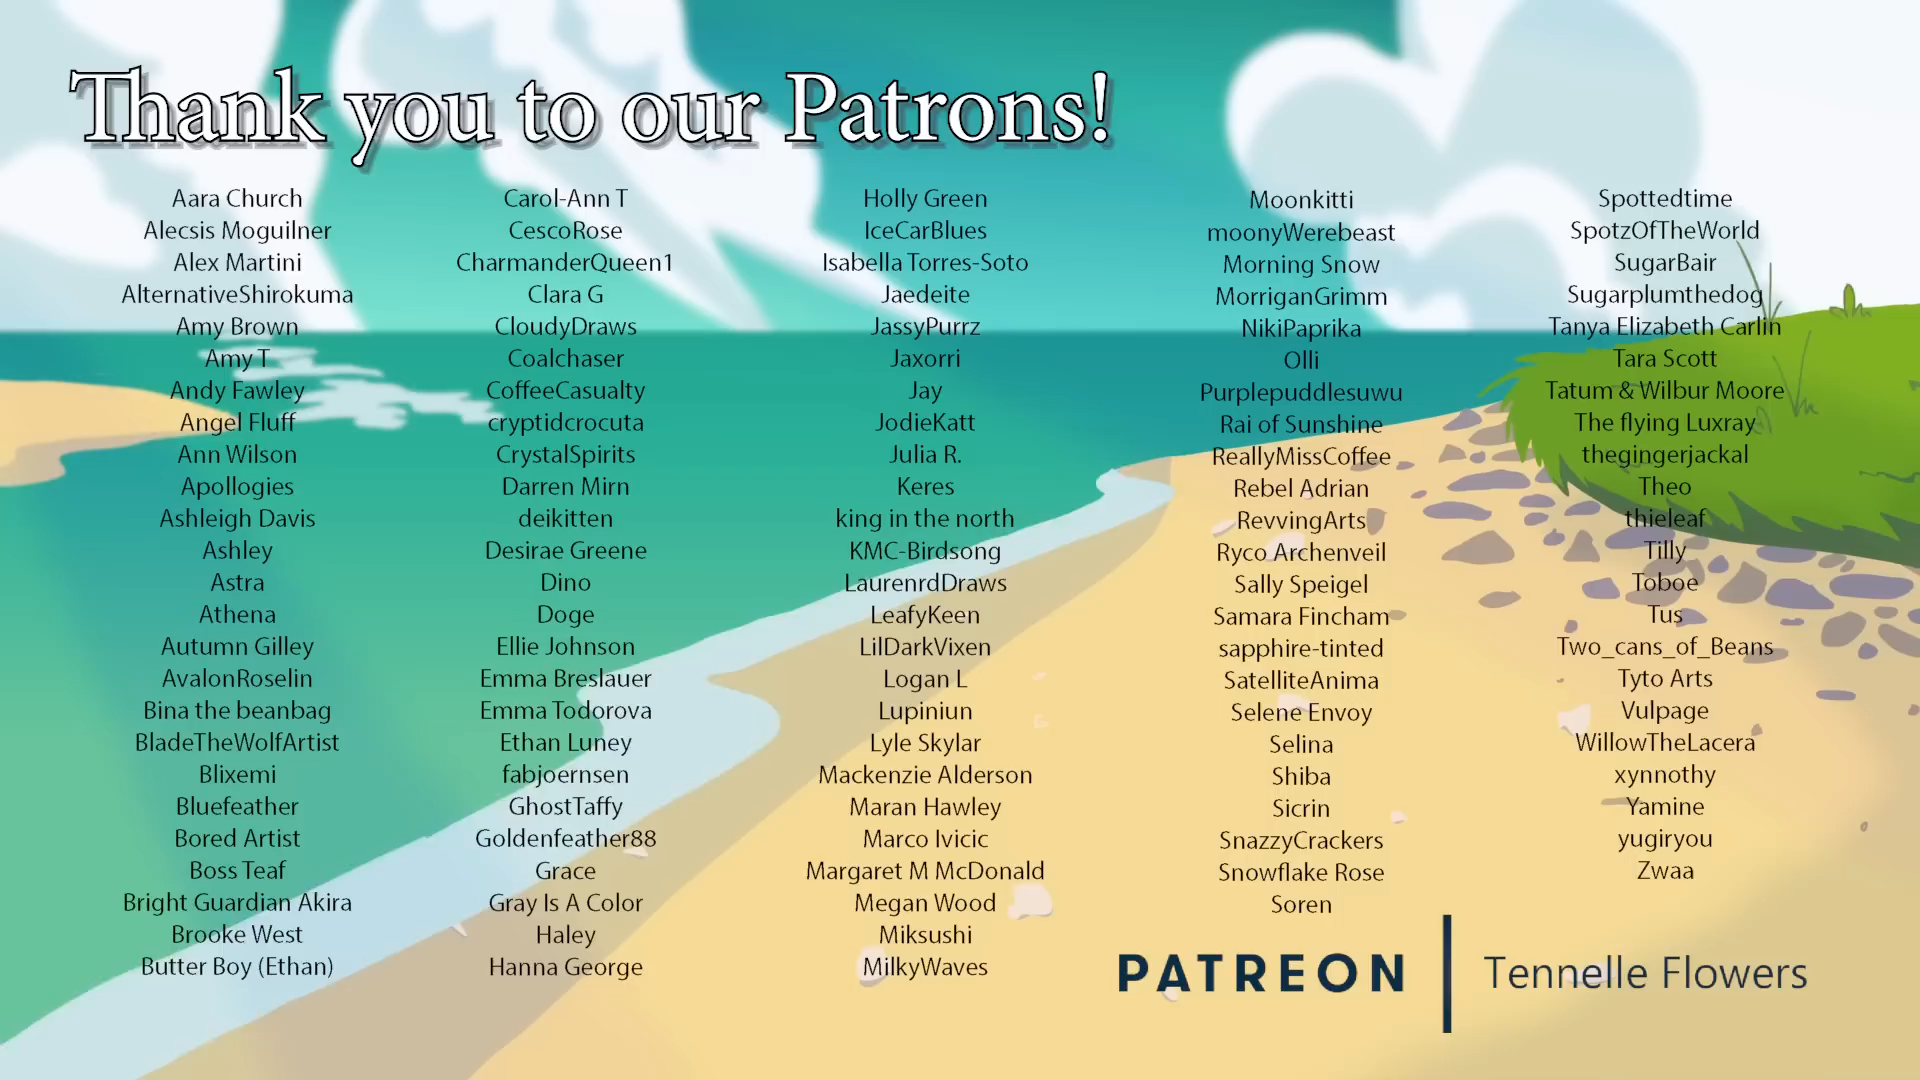 Thank you to our Patrons!
Aara Church
Alecsis Moguilner
Alex Martini
AlternativeShirokuma
Amy Brown
Amy T
Andy Fawley
Angel Fluff
Ann Wilson
Apollogies
Ashleigh Davis
Ashley
Astra
Athena
Autumn Gilley
AvalonRoselin
Bina the beanbag
BladeTheWolfArtist
Blixemi
Bluefeather
Bored Artist
Boss Teaf
Bright Guardian Akira
Brooke West
Butter Boy (Ethan)
Carol-Ann T
CescoRose
CharmanderQueen1
Clara G
CloudyDraws
Coalchaser
CoffeeCasualty
cryptidcrocuta
CrystalSpirits
Darren Mirn
deikitten
Desirae Greene
Dino
Doge
Ellie Johnson
Emma Breslauer
Emma Todorova
Ethan Luney
fabjoernsen
GhostTaffy
Goldenfeather88
Grace
Gray Is A Color
Haley
Hanna George
Holly Green
IceCarBlues
Isabella Torres-Soto
Jaedeite
JassyPurrz
Jaxorri
Jay
JodieKatt
Julia R.
Keres
king in the north
KMC-Birdsong
LaurenrdDraws
LeafyKeen
LilDarkVixen
Logan L
Lupiniun
Lyle Skylar
Mackenzie Alderson
Maran Hawley
Marco Ivicic
Margaret M McDonald
Megan Wood
Miksushi
MilkyWaves
Moonkitti
moonyWerebeast
Morning Snow
MorriganGrimm
NikiPaprika
Olli
Purplepuddlesuwu
Rai of Sunshine
ReallyMissCoffee
Rebel Adrian
RevvingArts
Ryco Archenveil
Sally Speigel
Samara Fincham
sapphire-tinted
SatelliteAnima
Selene Envoy
Selina
Shiba
Sicrin
SnazzyCrackers
Snowflake Rose
Soren
Spottedtime
SpotzOfTheWorld
SugarBair
Sugarplumthedog
Tanya Elizabeth Carlin
Tara Scott
Tatum & Wilbur Moore
The flying Luxray
thegingerjackal
Theo
thieleaf
Tilly
Toboe
Tus
Two_cans_of_Beans
Tyto Arts
Vulpage
WillowTheLacera
xynnothy
Yamine
yugiryou
Zwaa
PATREON | Tennelle Flowers